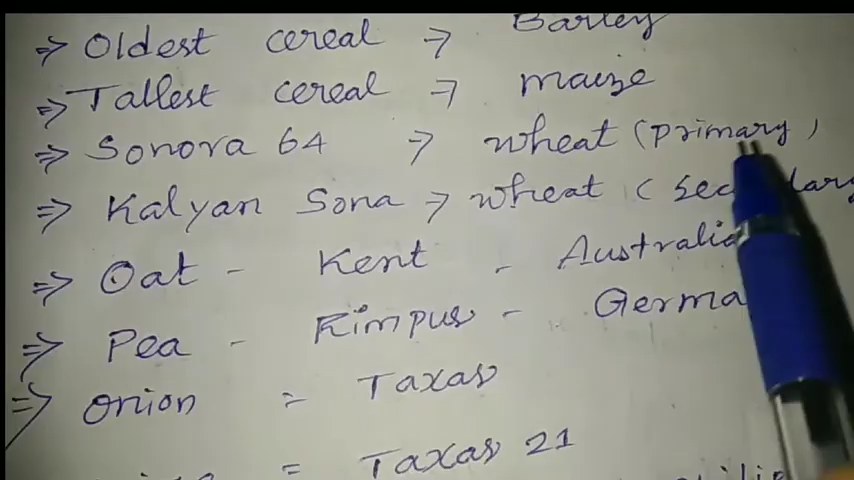 ⇒ Oldest cereal → Barley
⇒ Tallest cereal → maize
⇒ Sonora 64 → wheat (primary)
⇒ Kalyan Sona → wheat (
⇒ Oat - Kent - Australia
⇒ Pea - Rimpus - Germa
⇒ Onion = Taxas
= Taxas 21